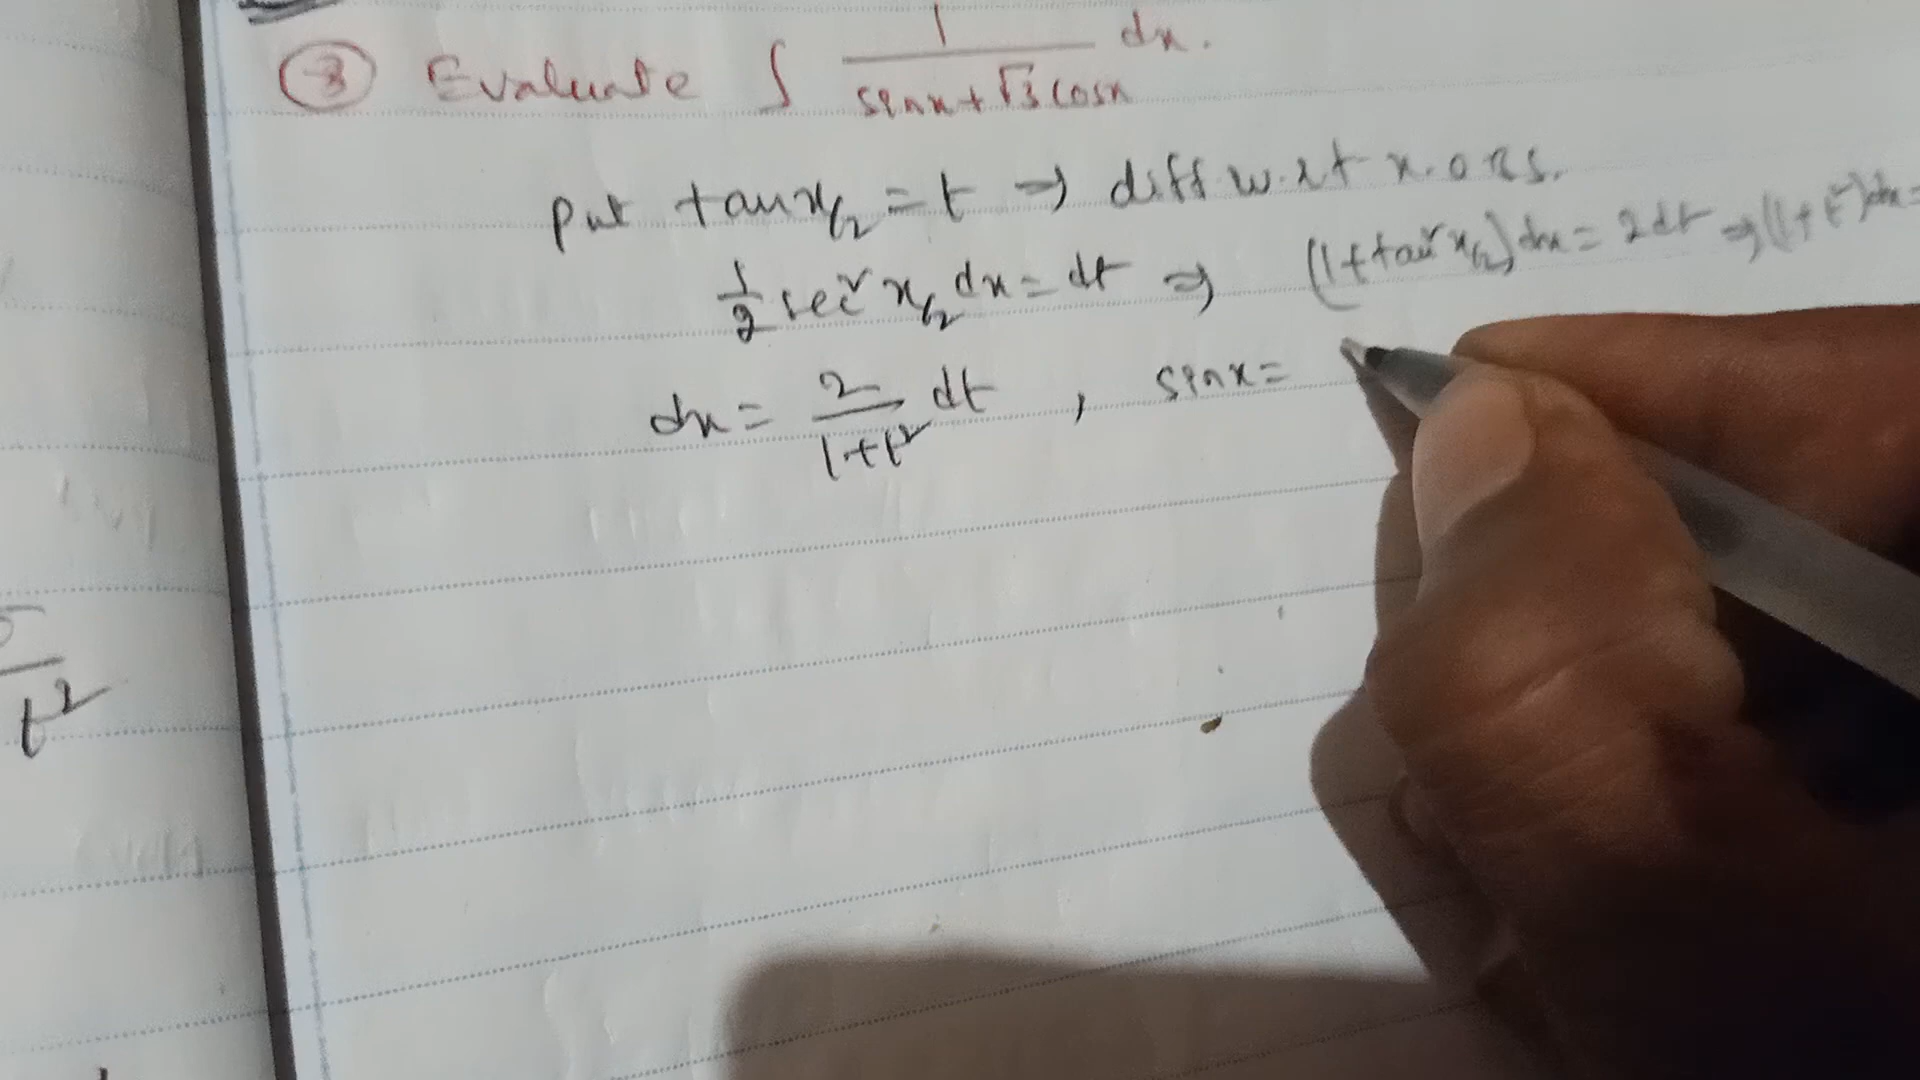 ③ Evaluate ∫ 1/(sinx+√3 cosx) dx.
put tan x/2 = t ⇒ diff w.r.t x. o B S.
1/2 sec² x/2 dx = dt ⇒ (1+tan² x/2) dx = 2dt ⇒ (1+t²)dx =
dx = 2/(1+t²) dt , sinx =
t²